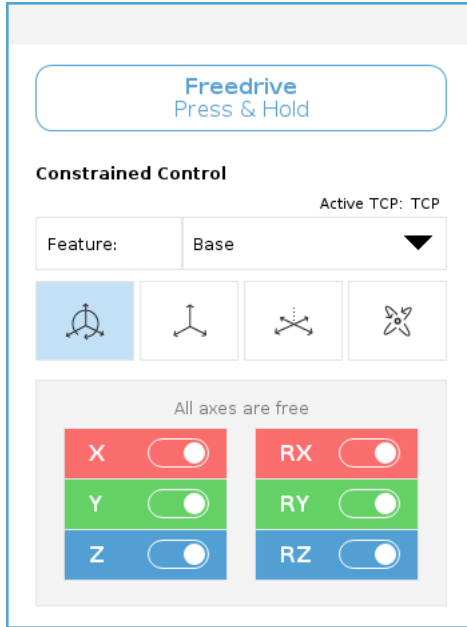 Freedrive
Press & Hold
Constrained Control
Active TCP: TCP
Feature: Base
All axes are free
X RX
Y RY
Z RZ